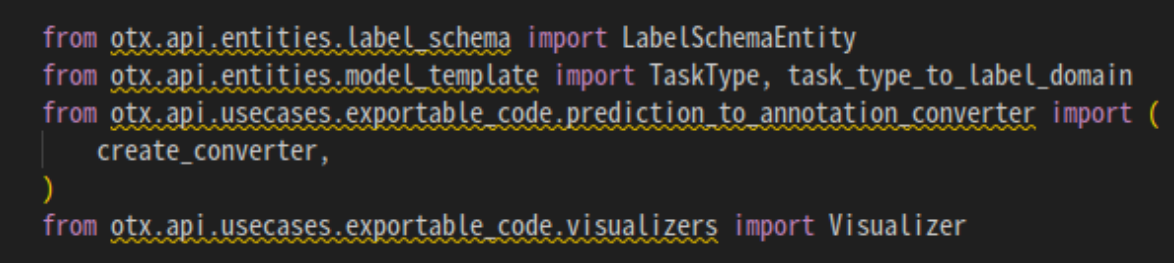 from otx.api.entities.label_schema import LabelSchemaEntity
from otx.api.entities.model_template import TaskType, task_type_to_label_domain
from otx.api.usecases.exportable_code.prediction_to_annotation_converter import (
    create_converter,
)
from otx.api.usecases.exportable_code.visualizers import Visualizer